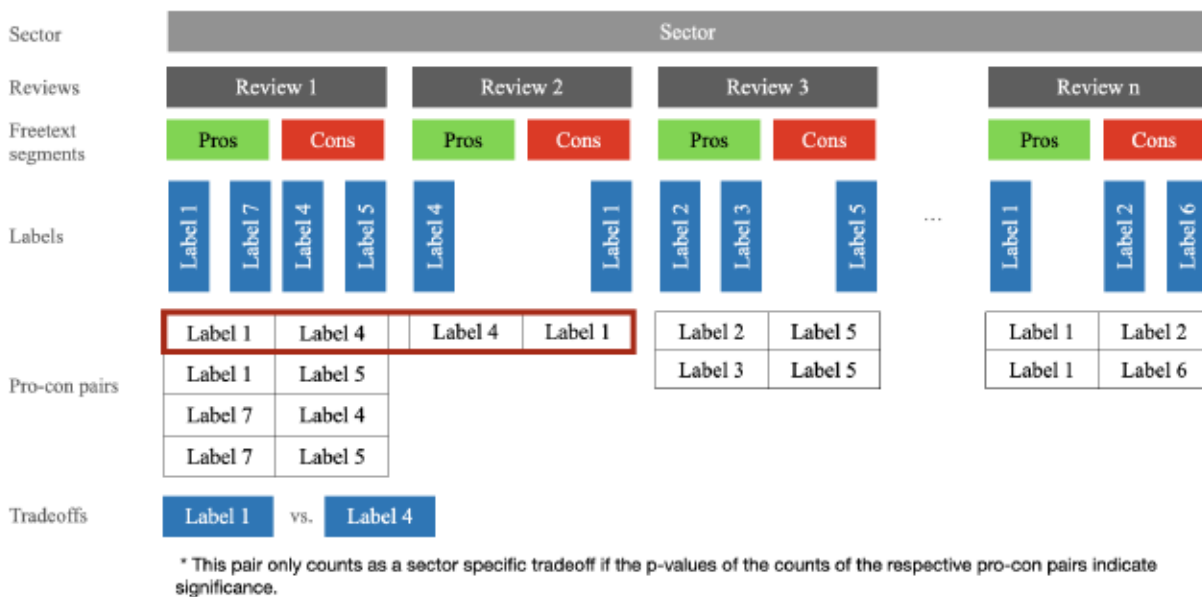 Sector Sector
Reviews Review 1 Review 2 Review 3 Review n
Freetext
segments
Pros Cons Pros Cons Pros Cons Pros Cons
Labels
Label 1 Label 7 Label 4 Label 5 Label 4 Label 1 Label 2 Label 3 Label 5 ... Label 1 Label 2 Label 6
Label 1 Label 4 Label 4 Label 1 Label 2 Label 5 Label 1 Label 2
Pro-con pairs
Label 1 Label 5 Label 3 Label 5 Label 1 Label 6
Label 7 Label 4
Label 7 Label 5
Tradeoffs Label 1 vs. Label 4
* This pair only counts as a sector specific tradeoff if the p-values of the counts of the respective pro-con pairs indicate
significance.